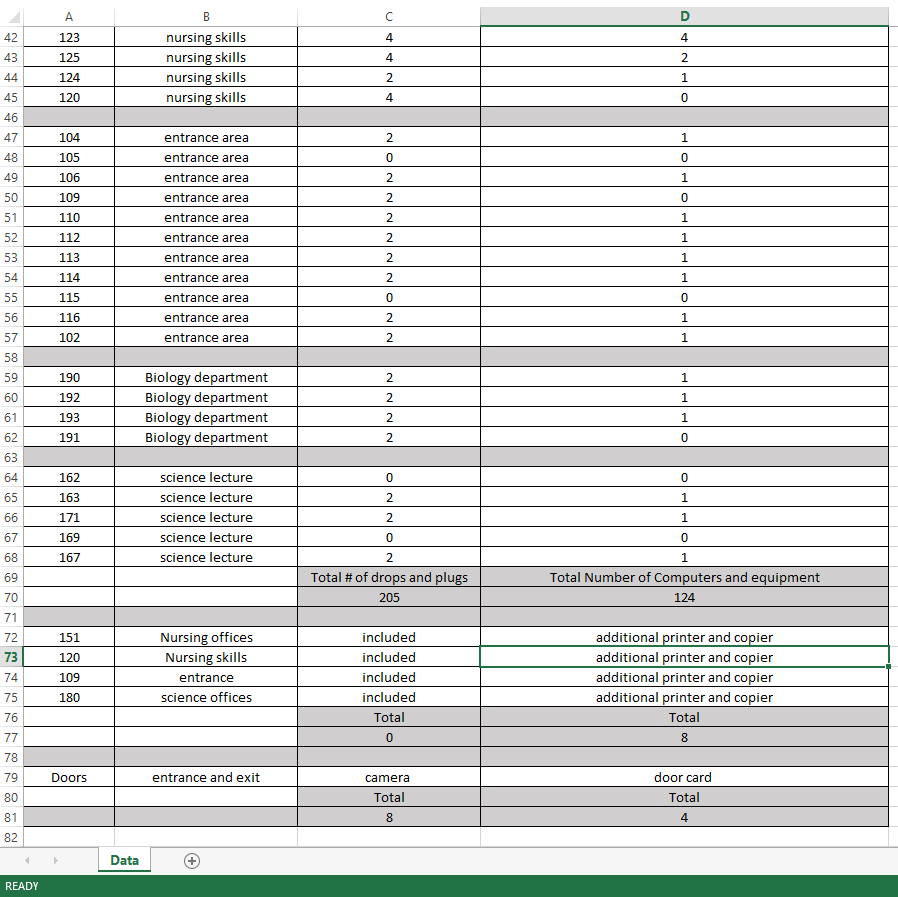 A B C D
42 123 nursing skills 4 4
43 125 nursing skills 4 2
44 124 nursing skills 2 1
45 120 nursing skills 4 0
46
47 104 entrance area 2 1
48 105 entrance area 0 0
49 106 entrance area 2 1
50 109 entrance area 2 0
51 110 entrance area 2 1
52 112 entrance area 2 1
53 113 entrance area 2 1
54 114 entrance area 2 1
55 115 entrance area 0 0
56 116 entrance area 2 1
57 102 entrance area 2 1
58
59 190 Biology department 2 1
60 192 Biology department 2 1
61 193 Biology department 2 1
62 191 Biology department 2 0
63
64 162 science lecture 0 0
65 163 science lecture 2 1
66 171 science lecture 2 1
67 169 science lecture 0 0
68 167 science lecture 2 1
69 Total # of drops and plugs Total Number of Computers and equipment
70 205 124
71
72 151 Nursing offices included additional printer and copier
73 120 Nursing skills included additional printer and copier
74 109 entrance included additional printer and copier
75 180 science offices included additional printer and copier
76 Total Total
77 0 8
78
79 Doors entrance and exit camera door card
80 Total Total
81 8 4
82
Data
READY